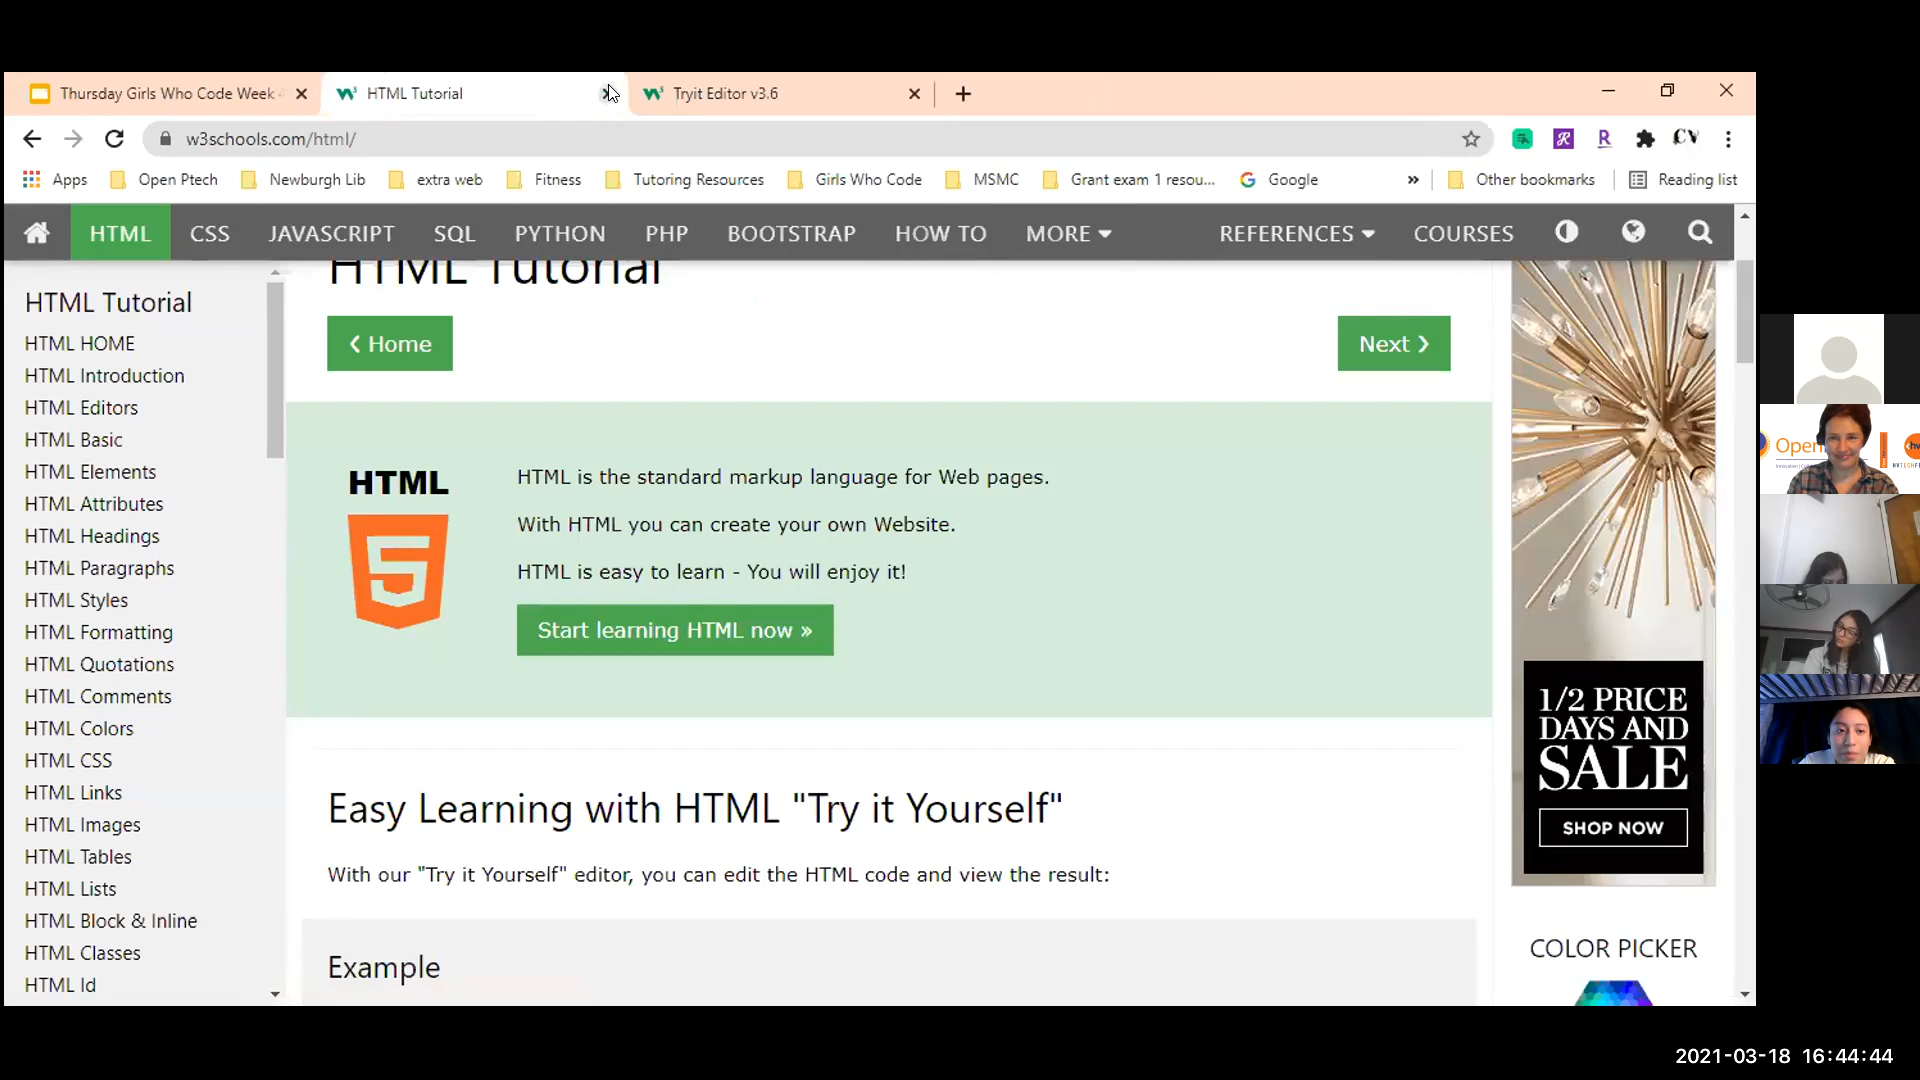 Thursday Girls Who Code Week
HTML Tutorial
Tryit Editor v3.6
w3schools.com/html/
Apps
Open Ptech
Newburgh Lib
extra web
Fitness
Tutoring Resources
Girls Who Code
MSMC
Grant exam 1 resou...
Google
»
Other bookmarks
Reading list
HTML
CSS
JAVASCRIPT
SQL
PYTHON
PHP
BOOTSTRAP
HOW TO
MORE
REFERENCES
COURSES
HTML Tutorial
HTML HOME
HTML Introduction
HTML Editors
HTML Basic
HTML Elements
HTML Attributes
HTML Headings
HTML Paragraphs
HTML Styles
HTML Formatting
HTML Quotations
HTML Comments
HTML Colors
HTML CSS
HTML Links
HTML Images
HTML Tables
HTML Lists
HTML Block & Inline
HTML Classes
HTML Id
HTML Tutorial
❮ Home
Next ❯
HTML
5
HTML is the standard markup language for Web pages.
With HTML you can create your own Website.
HTML is easy to learn - You will enjoy it!
Start learning HTML now »
Easy Learning with HTML "Try it Yourself"
With our "Try it Yourself" editor, you can edit the HTML code and view the result:
Example
1/2 PRICE
DAYS AND
SALE
SHOP NOW
COLOR PICKER
Open
hv
2021-03-18 16:44:44